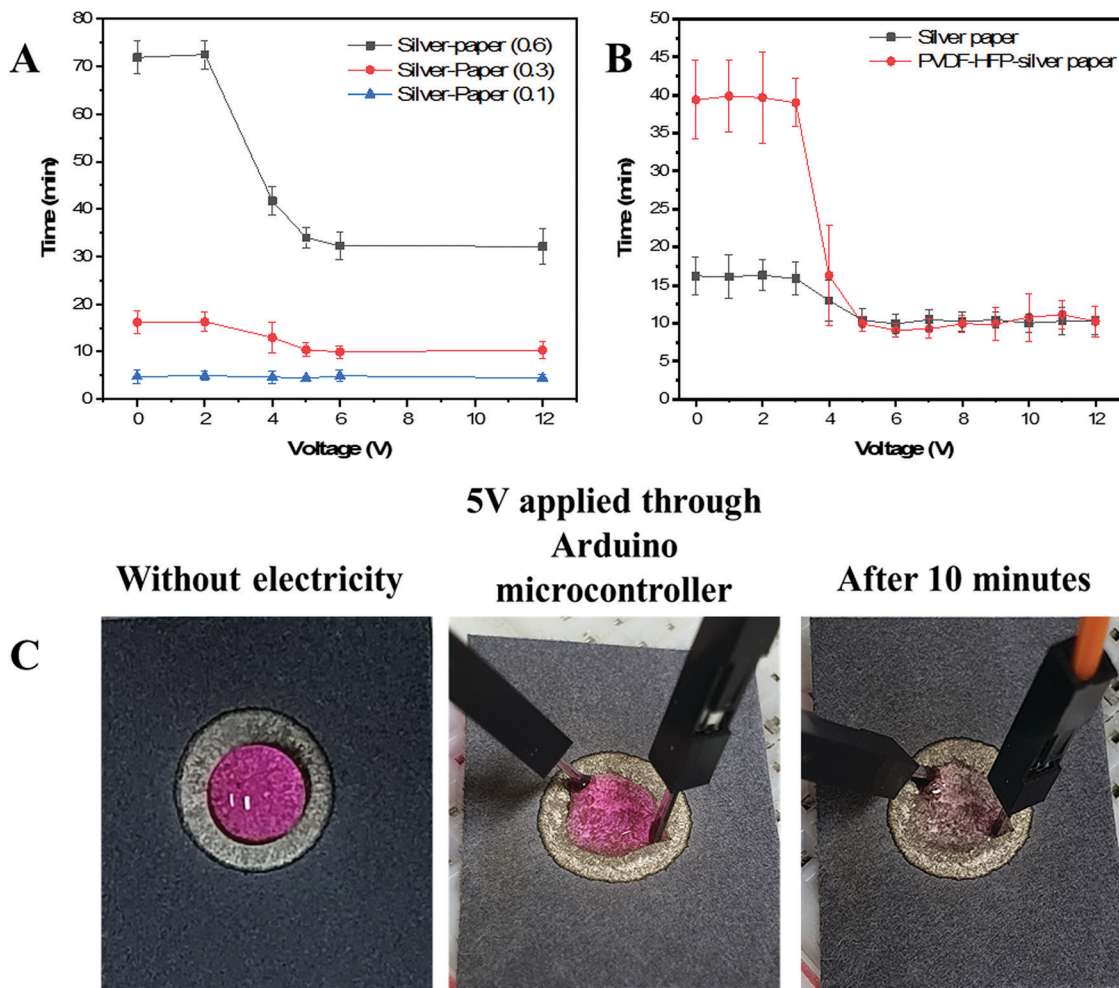 A
80
70
60
50
40
30
20
10
0
Time (min)
0 2 4 6 8 10 12
Voltage (V)
Silver-paper (0.6)
Silver-Paper (0.3)
Silver-Paper (0.1)
B
50
45
40
35
30
25
20
15
10
5
0
Time (min)
0 2 4 6 8 10 12
Voltage (V)
Silver paper
PVDF-HFP-silver paper
C
Without electricity
5V applied through
Arduino
microcontroller
After 10 minutes